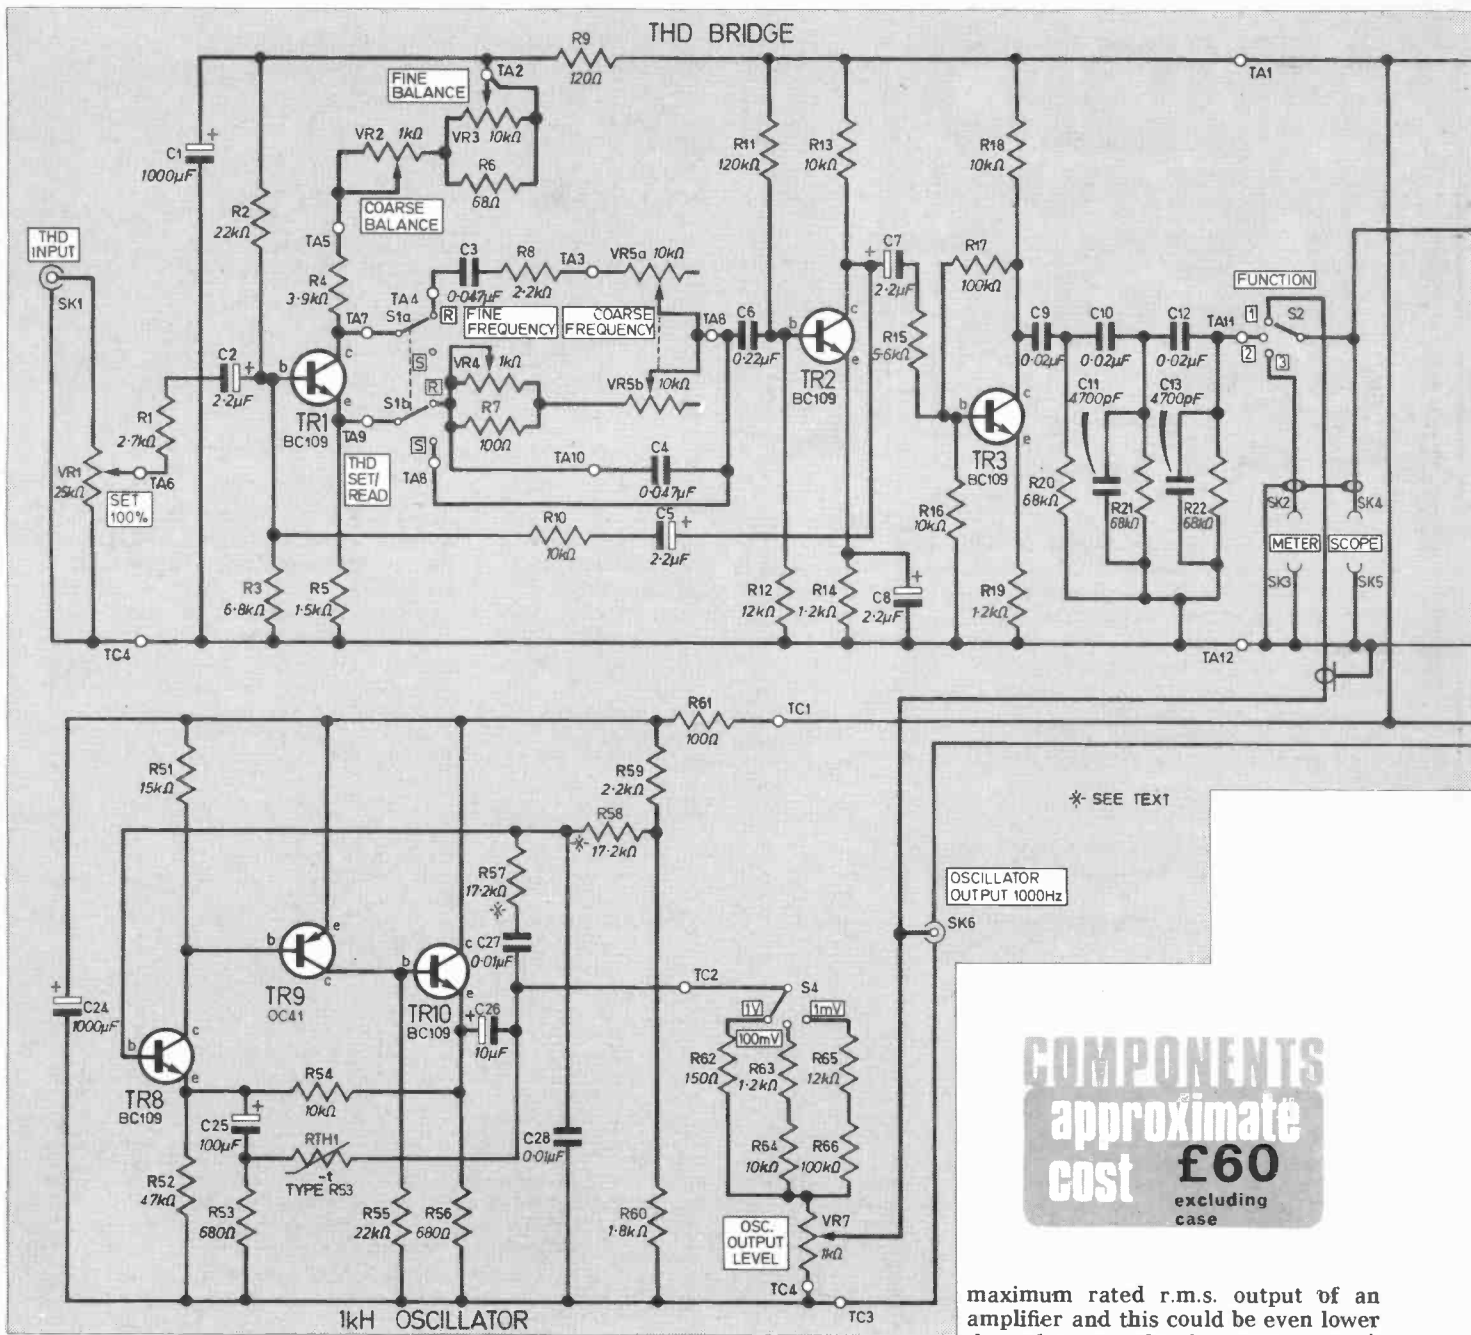 THD BRIDGE
R9
120Ω
TA2
TA1
FINE
BALANCE
VR2
1kΩ
VR3
10kΩ
R6
68Ω
COARSE
BALANCE
C1
1000µF
+
R2
22kΩ
R11
120kΩ
R13
10kΩ
R18
10kΩ
THD
INPUT
SK1
TA5
R4
3.9kΩ
TA7
S1a
TA4
R
C3
0.047µF
R8
2.2kΩ
TA3
VR5a
10kΩ
FINE
FREQUENCY
COARSE
FREQUENCY
TA8
C6
0.22µF
C7
2.2µF
R17
100kΩ
R15
5.6kΩ
C9
0.02µF
C10
0.02µF
C12
0.02µF
TA11
FUNCTION
1
2
3
S2
C2
2.2µF
R1
2.7kΩ
VR1
25kΩ
TA6
SET
100%
TR1
BC109
b
c
e
S
R
S1b
TA9
VR4
1kΩ
R7
100Ω
VR5b
10kΩ
THD
SET/
READ
S
TA8
TA10
C4
0.047µF
TR2
BC109
b
c
e
TR3
BC109
b
c
e
C11
4700pF
C13
4700pF
R20
68kΩ
R21
68kΩ
R22
68kΩ
R16
10kΩ
R10
10kΩ
C5
2.2µF
R3
6.8kΩ
R5
1.5kΩ
R12
12kΩ
R14
1.2kΩ
C8
2.2µF
R19
1.2kΩ
SK2
SK4
METER
SCOPE
SK3
SK5
TC4
TA12
R61
100Ω
TC1
R51
15kΩ
R59
2.2kΩ
R58
17.2kΩ
R57
17.2kΩ
C27
0.01µF
※ SEE TEXT
OSCILLATOR
OUTPUT 1000Hz
SK6
TR9
OC41
b
e
c
TR10
BC109
b
c
e
C26
10µF
TC2
S4
1V
100mV
1mV
C24
1000µF
TR8
BC109
b
c
e
R54
10kΩ
C25
100µF
RTH1
-t
TYPE R53
C28
0.01µF
R62
150Ω
R63
1.2kΩ
R65
12kΩ
R64
10kΩ
R66
100kΩ
R52
47kΩ
R53
680Ω
R55
22kΩ
R56
680Ω
R60
1.8kΩ
OSC.
OUTPUT
LEVEL
VR7
1kΩ
TC4
TC3
1kH OSCILLATOR
COMPONENTS
approximate
cost £60
excluding
case
maximum rated r.m.s. output of an
amplifier and this could be even lower